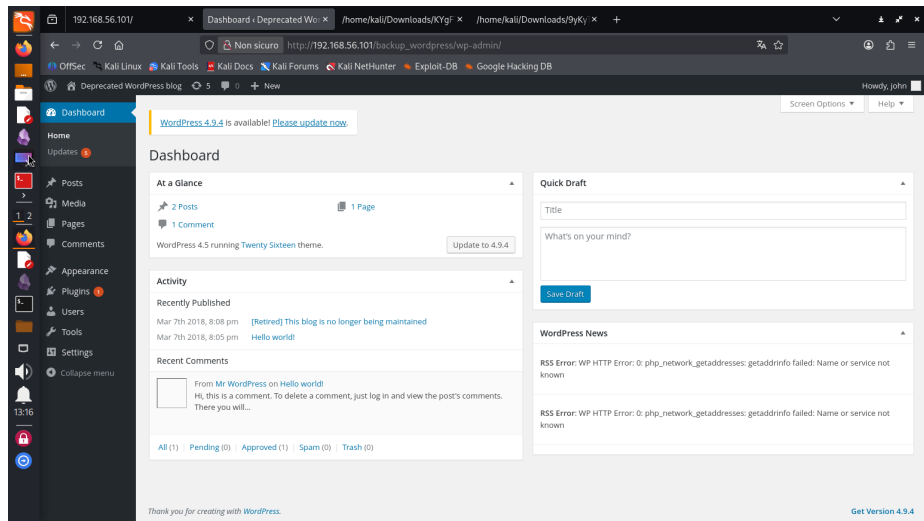 192.168.56.101/
Dashboard ‹ Deprecated Wor
/home/kali/Downloads/KYgF
/home/kali/Downloads/9yKy
Non sicuro http://192.168.56.101/backup_wordpress/wp-admin/
OffSec Kali Linux Kali Tools Kali Docs Kali Forums Kali NetHunter Exploit-DB Google Hacking DB
Deprecated WordPress blog 5 0 + New Howdy, john
Screen Options Help
Dashboard
Home
Updates 5
Posts
Media
Pages
Comments
Appearance
Plugins 1
Users
Tools
Settings
Collapse menu
1 2
13:16
WordPress 4.9.4 is available! Please update now.
Dashboard
At a Glance
2 Posts 1 Page
1 Comment
WordPress 4.5 running Twenty Sixteen theme. Update to 4.9.4
Activity
Recently Published
Mar 7th 2018, 8:08 pm [Retired] This blog is no longer being maintained
Mar 7th 2018, 8:05 pm Hello world!
Recent Comments
From Mr WordPress on Hello world!
Hi, this is a comment. To delete a comment, just log in and view the post's comments.
There you will...
All (1) | Pending (0) | Approved (1) | Spam (0) | Trash (0)
Quick Draft
Title
What's on your mind?
Save Draft
WordPress News
RSS Error: WP HTTP Error: 0: php_network_getaddresses: getaddrinfo failed: Name or service not
known
RSS Error: WP HTTP Error: 0: php_network_getaddresses: getaddrinfo failed: Name or service not
known
Thank you for creating with WordPress. Get Version 4.9.4